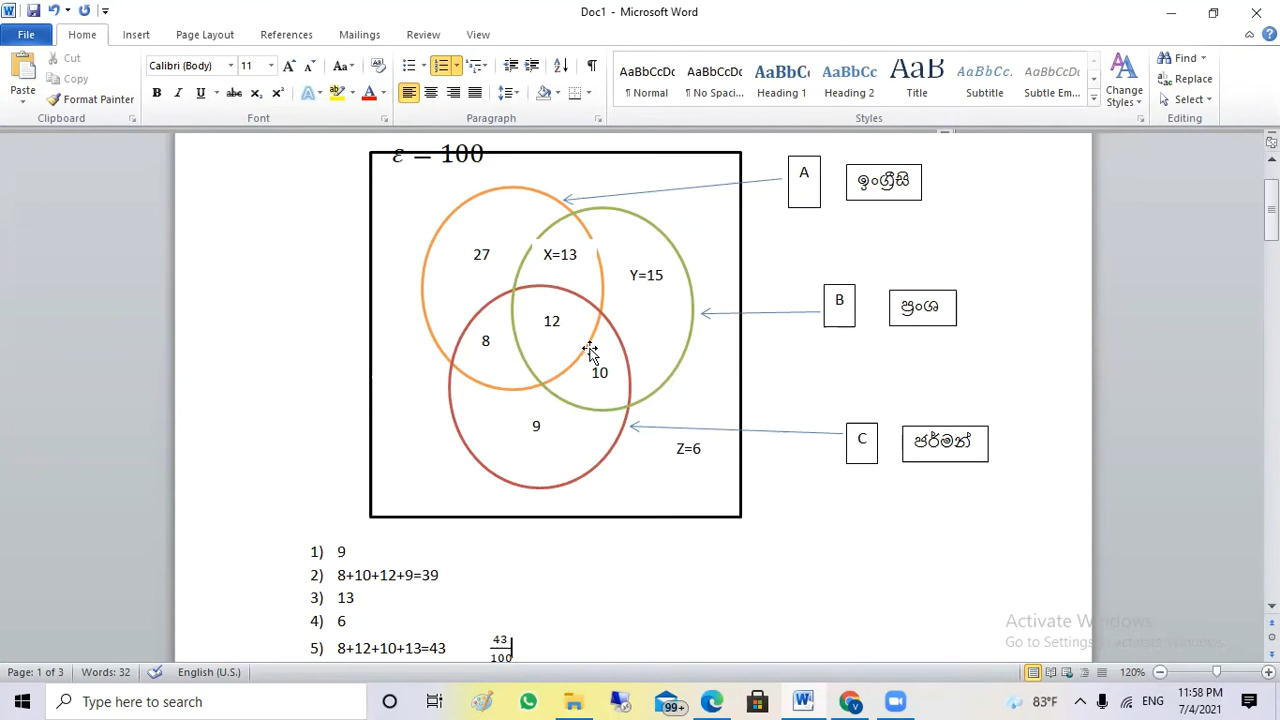 Doc1 - Microsoft Word
File Home Insert Page Layout References Mailings Review View
Paste
Cut
Copy
Format Painter
Clipboard
Calibri (Body) 11
Font
Paragraph
AaBbCcDc ¶ Normal
AaBbCcDc ¶ No Spaci...
AaBbCc Heading 1
AaBbCc Heading 2
AaB Title
AaBbCc. Subtitle
AaBbCcDc Subtle Em...
Change Styles
Styles
Find
Replace
Select
Editing
ε = 100
A ඉංග්‍රීසි
27 X=13 Y=15
B ප්‍රංශ
12
8
10
9
C ජර්මන්
Z=6
1) 9
2) 8+10+12+9=39
3) 13
4) 6
5) 8+12+10+13=43 43/100
Activate Windows
Go to Settings to activate Windows.
Page: 1 of 3 Words: 32 English (U.S.) 120%
Type here to search
99+
83°F ENG
11:58 PM
7/4/2021